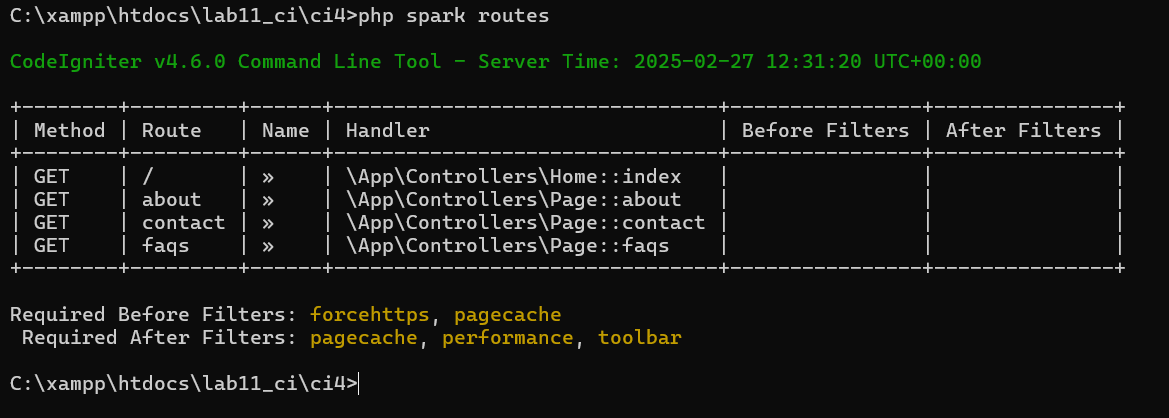 C:\xampp\htdocs\lab11_ci\ci4>php spark routes
CodeIgniter v4.6.0 Command Line Tool - Server Time: 2025-02-27 12:31:20 UTC+00:00
+--------+---------+------+--------------------------------+----------------+---------------+
| Method | Route   | Name | Handler                        | Before Filters | After Filters |
+--------+---------+------+--------------------------------+----------------+---------------+
| GET    | /       | »    | \App\Controllers\Home::index   |                |               |
| GET    | about   | »    | \App\Controllers\Page::about   |                |               |
| GET    | contact | »    | \App\Controllers\Page::contact |                |               |
| GET    | faqs    | »    | \App\Controllers\Page::faqs    |                |               |
+--------+---------+------+--------------------------------+----------------+---------------+
Required Before Filters: forcehttps, pagecache
 Required After Filters: pagecache, performance, toolbar
C:\xampp\htdocs\lab11_ci\ci4>